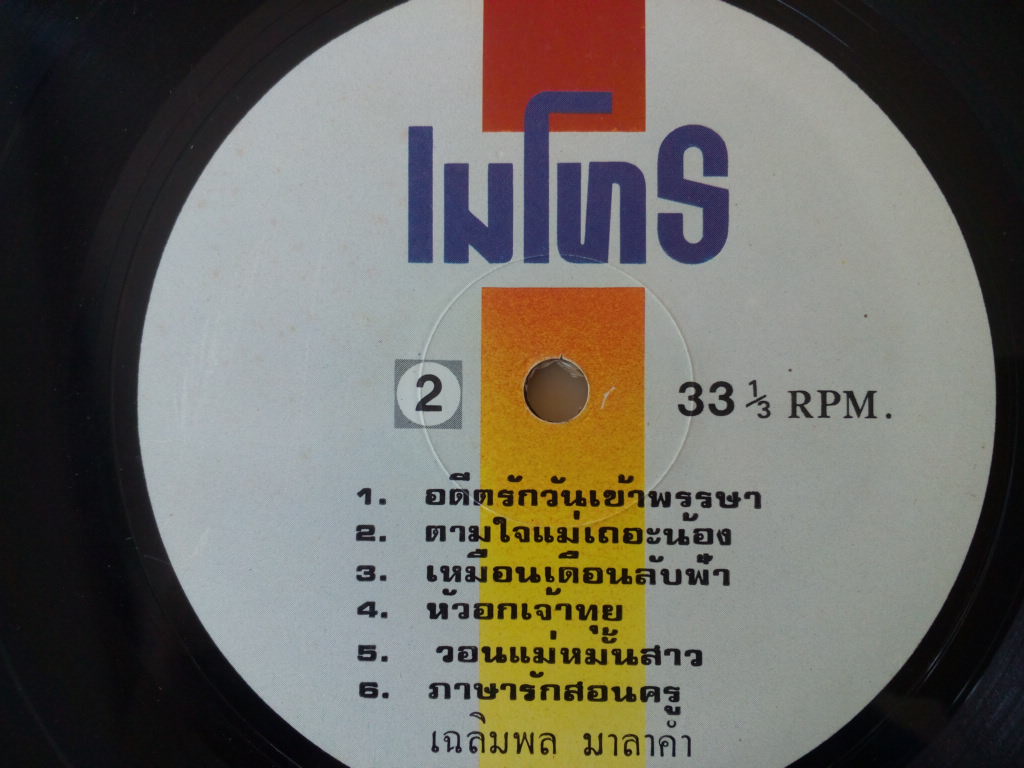 เมโทร
2
33 1/3 RPM.
1. อดีตรักวันเข้าพรรษา
2. ตามใจแม่เถอะน้อง
3. เหมือนเดือนลับฟ้า
4. หัวอกเจ้าทุย
5. วอนแม่หมั้นสาว
6. ภาษารักสอนครู
เฉลิมพล มาลาคำ